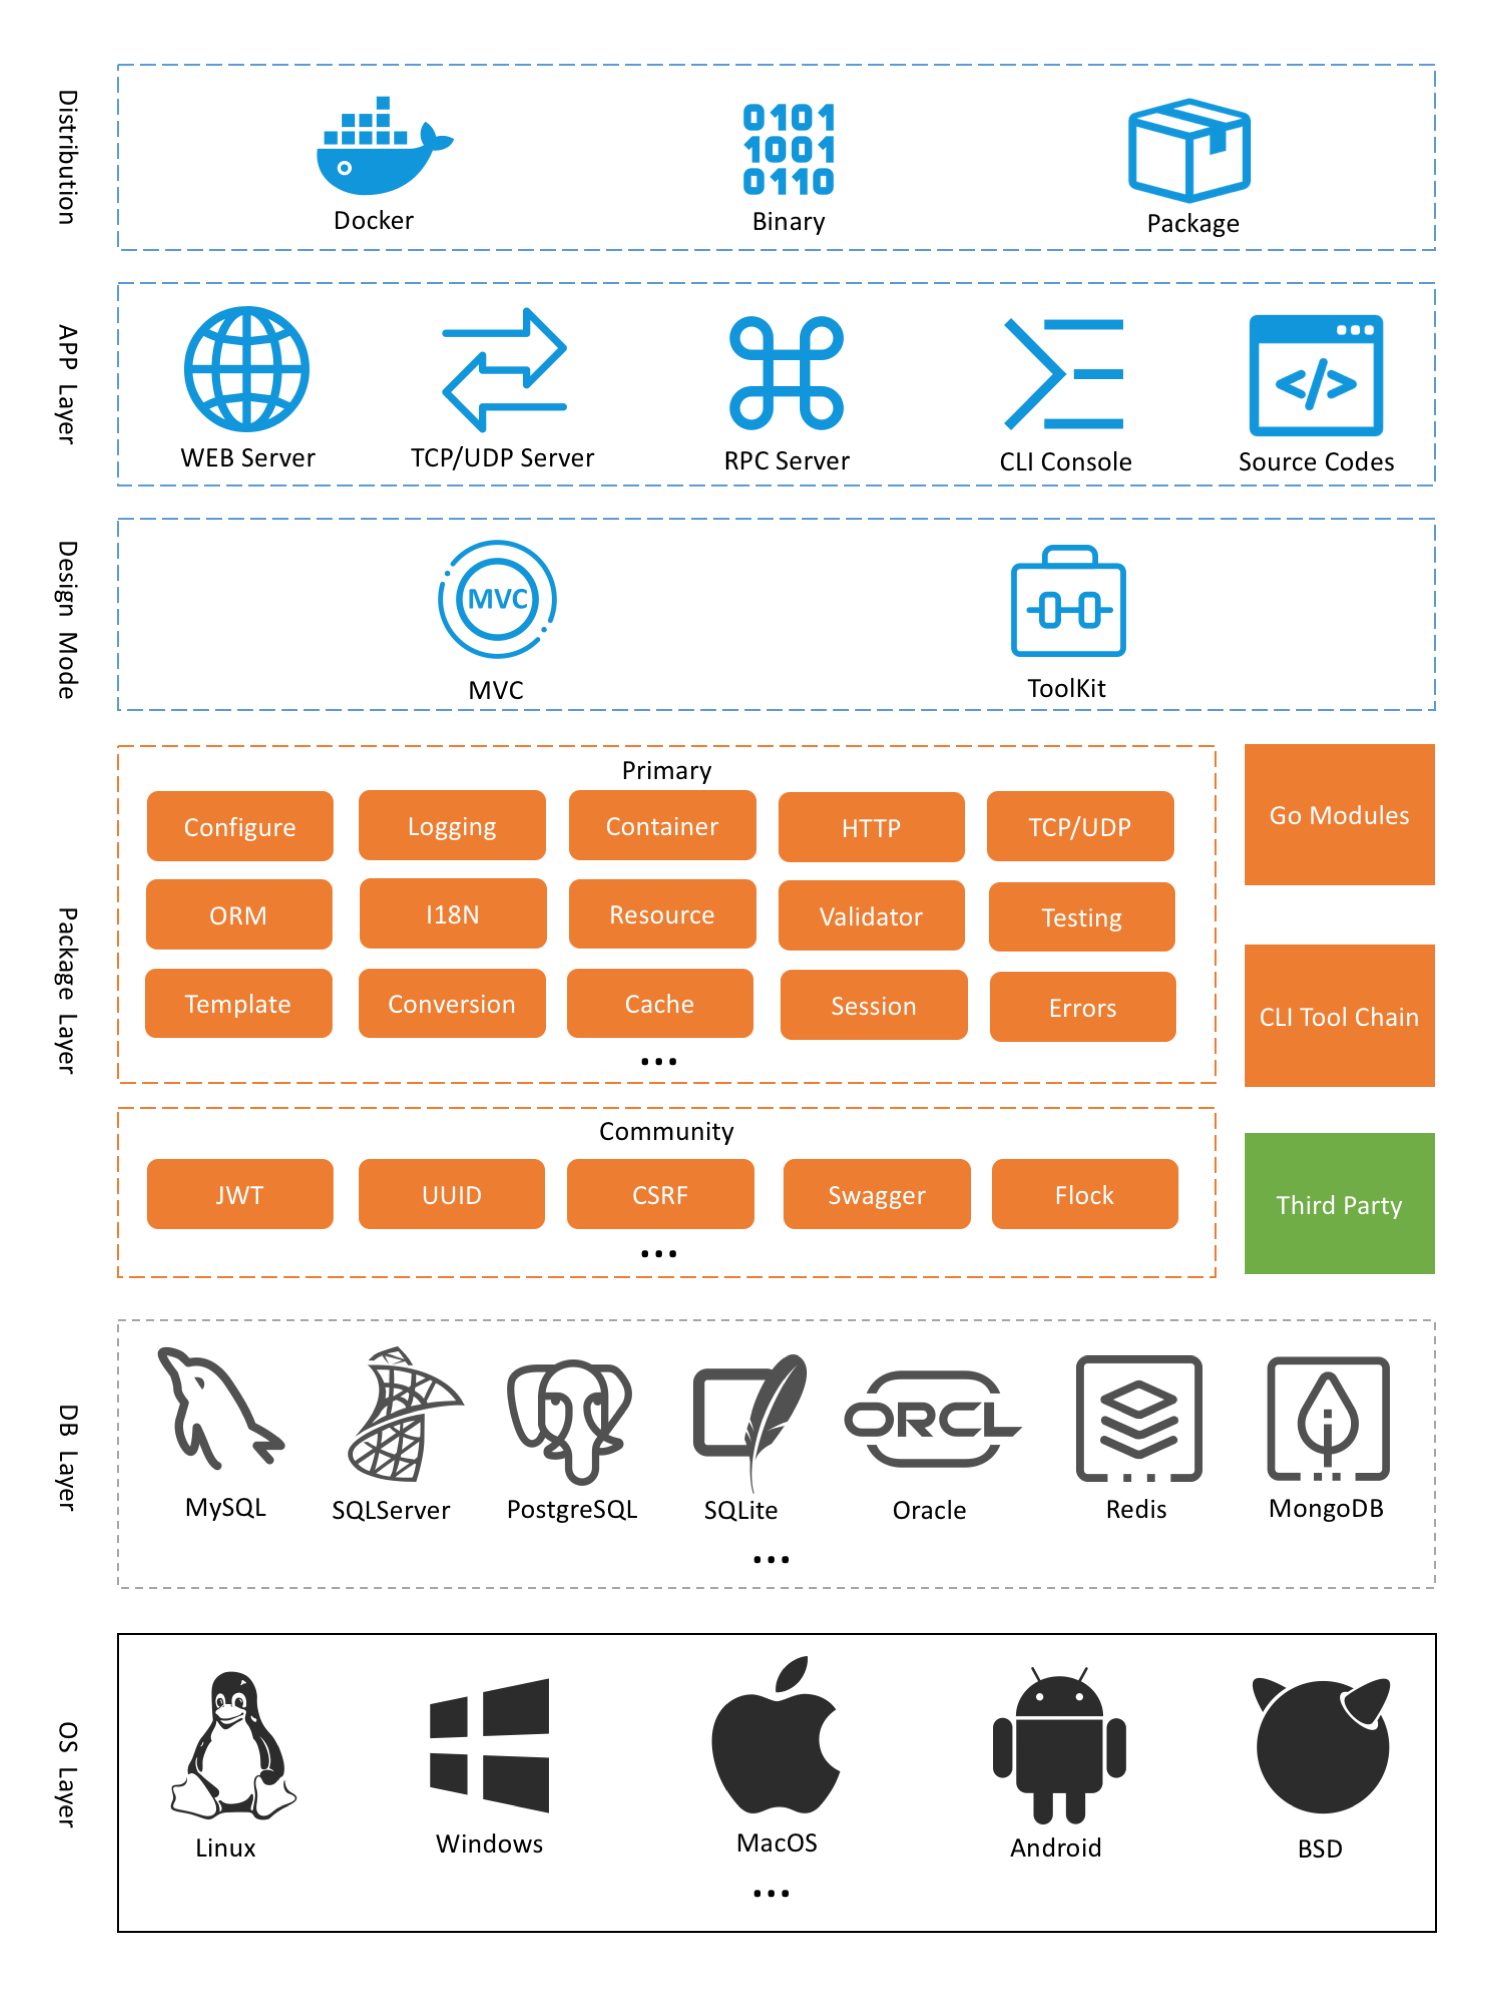 Distribution
0101
1001
0110
Docker
Binary
Package
APP Layer
WEB Server
TCP/UDP Server
RPC Server
CLI Console
</>
Source Codes
Design Mode
MVC
MVC
ToolKit
Package Layer
Primary
Configure
Logging
Container
HTTP
TCP/UDP
ORM
I18N
Resource
Validator
Testing
Template
Conversion
Cache
Session
Errors
...
Go Modules
CLI Tool Chain
Community
JWT
UUID
CSRF
Swagger
Flock
...
Third Party
DB Layer
ORCL
MySQL
SQLServer
PostgreSQL
SQLite
Oracle
Redis
MongoDB
...
OS Layer
Linux
Windows
MacOS
Android
BSD
...